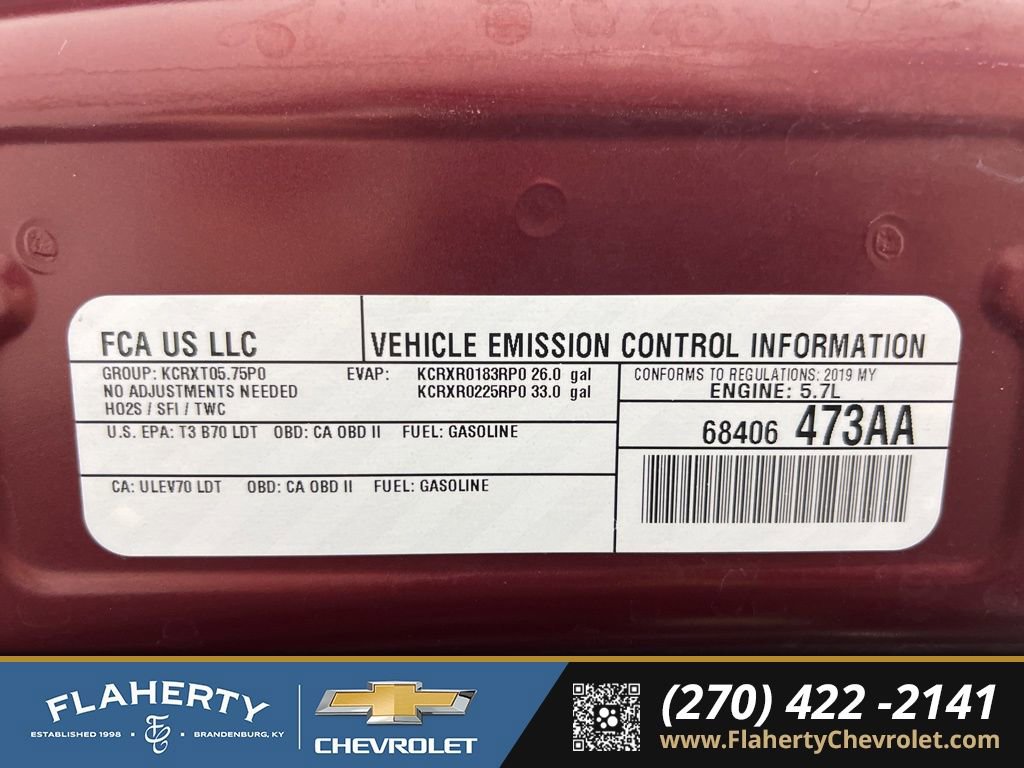 FCA US LLC
VEHICLE EMISSION CONTROL INFORMATION
GROUP: KCRXT05.75P0
NO ADJUSTMENTS NEEDED
HO2S / SFI / TWC
EVAP: KCRXR0183RP0 26.0 gal
KCRXR0225RP0 33.0 gal
CONFORMS TO REGULATIONS: 2019 MY
ENGINE: 5.7L
U.S. EPA: T3 B70 LDT OBD: CA OBD II FUEL: GASOLINE
68406 473AA
CA: ULEV70 LDT OBD: CA OBD II FUEL: GASOLINE
FLAHERTY
ESTABLISHED 1998 • FC • BRANDENBURG, KY
CHEVROLET
(270) 422 -2141
www.FlahertyChevrolet.com